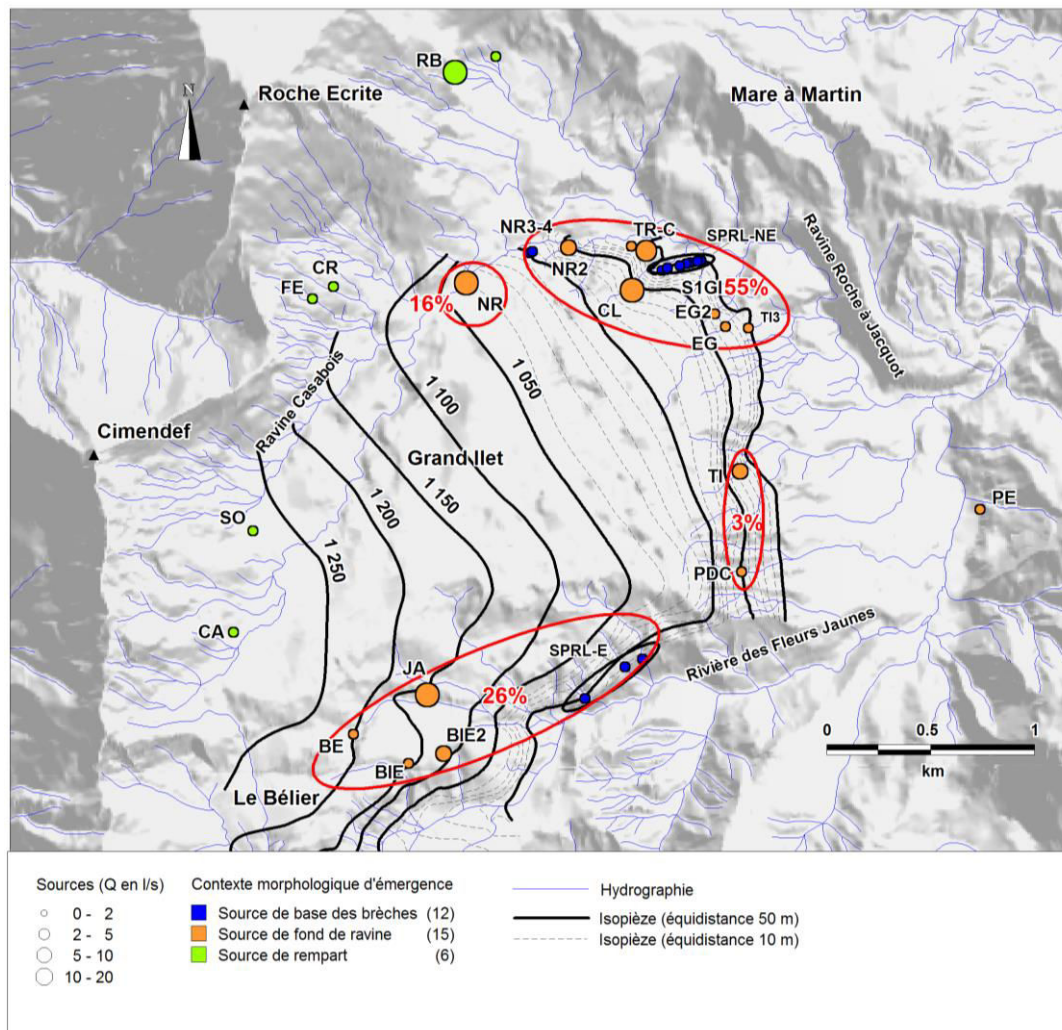 RB
Roche Ecrite
Mare à Martin
N
NR3-4
TR-C
SPRL-NE
Ravine Roche à Jacquot
CR
FE
NR2
S1GI
55%
16%
NR
CL
EG2
TI3
EG
Ravine Casabois
1 050
1 100
Cimendef
Grand Ilet
1 150
TI
PE
SO
1 200
3%
1 250
PDC
CA
SPRL-E
Rivière des Fleurs Jaunes
JA
26%
0
0.5
1
km
BE
BIE2
BIE
Le Bélier
Sources (Q en l/s)
0 - 2
2 - 5
5 - 10
10 - 20
Contexte morphologique d'émergence
Source de base des brèches (12)
Source de fond de ravine (15)
Source de rempart (6)
Hydrographie
Isopièze (équidistance 50 m)
Isopièze (équidistance 10 m)